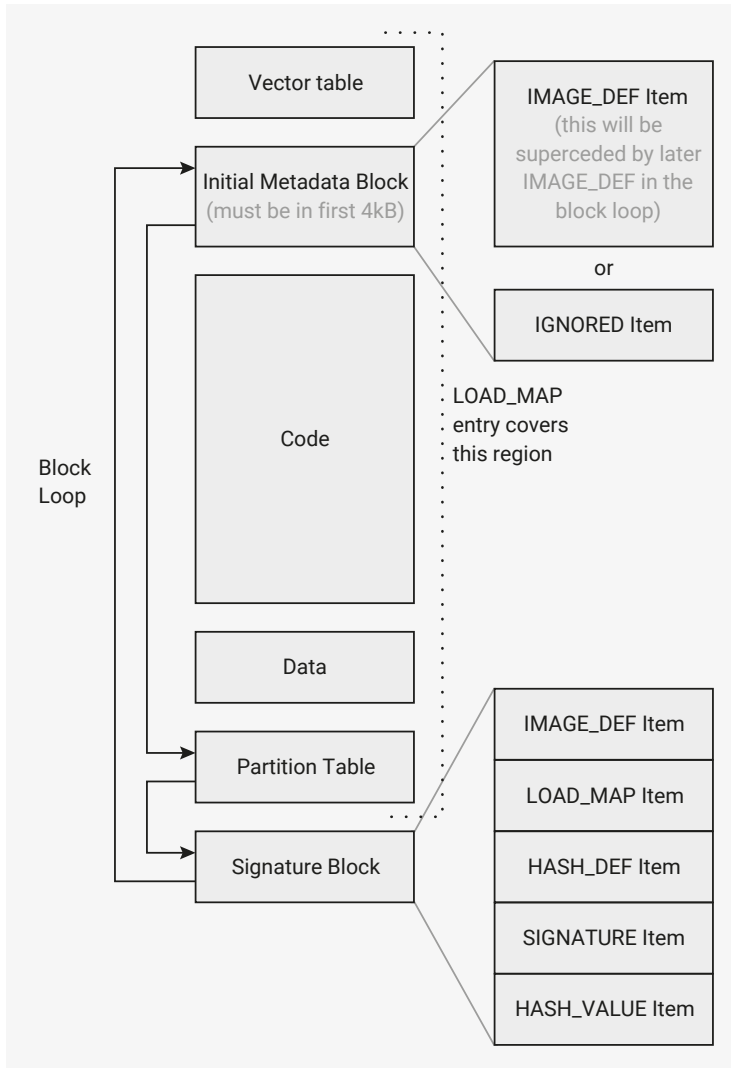 Vector table
Initial Metadata Block
(must be in first 4kB)
IMAGE_DEF Item
(this will be
superceded by later
IMAGE_DEF in the
block loop)
or
IGNORED Item
LOAD_MAP
entry covers
this region
Code
Block
Loop
Data
Partition Table
Signature Block
IMAGE_DEF Item
LOAD_MAP Item
HASH_DEF Item
SIGNATURE Item
HASH_VALUE Item